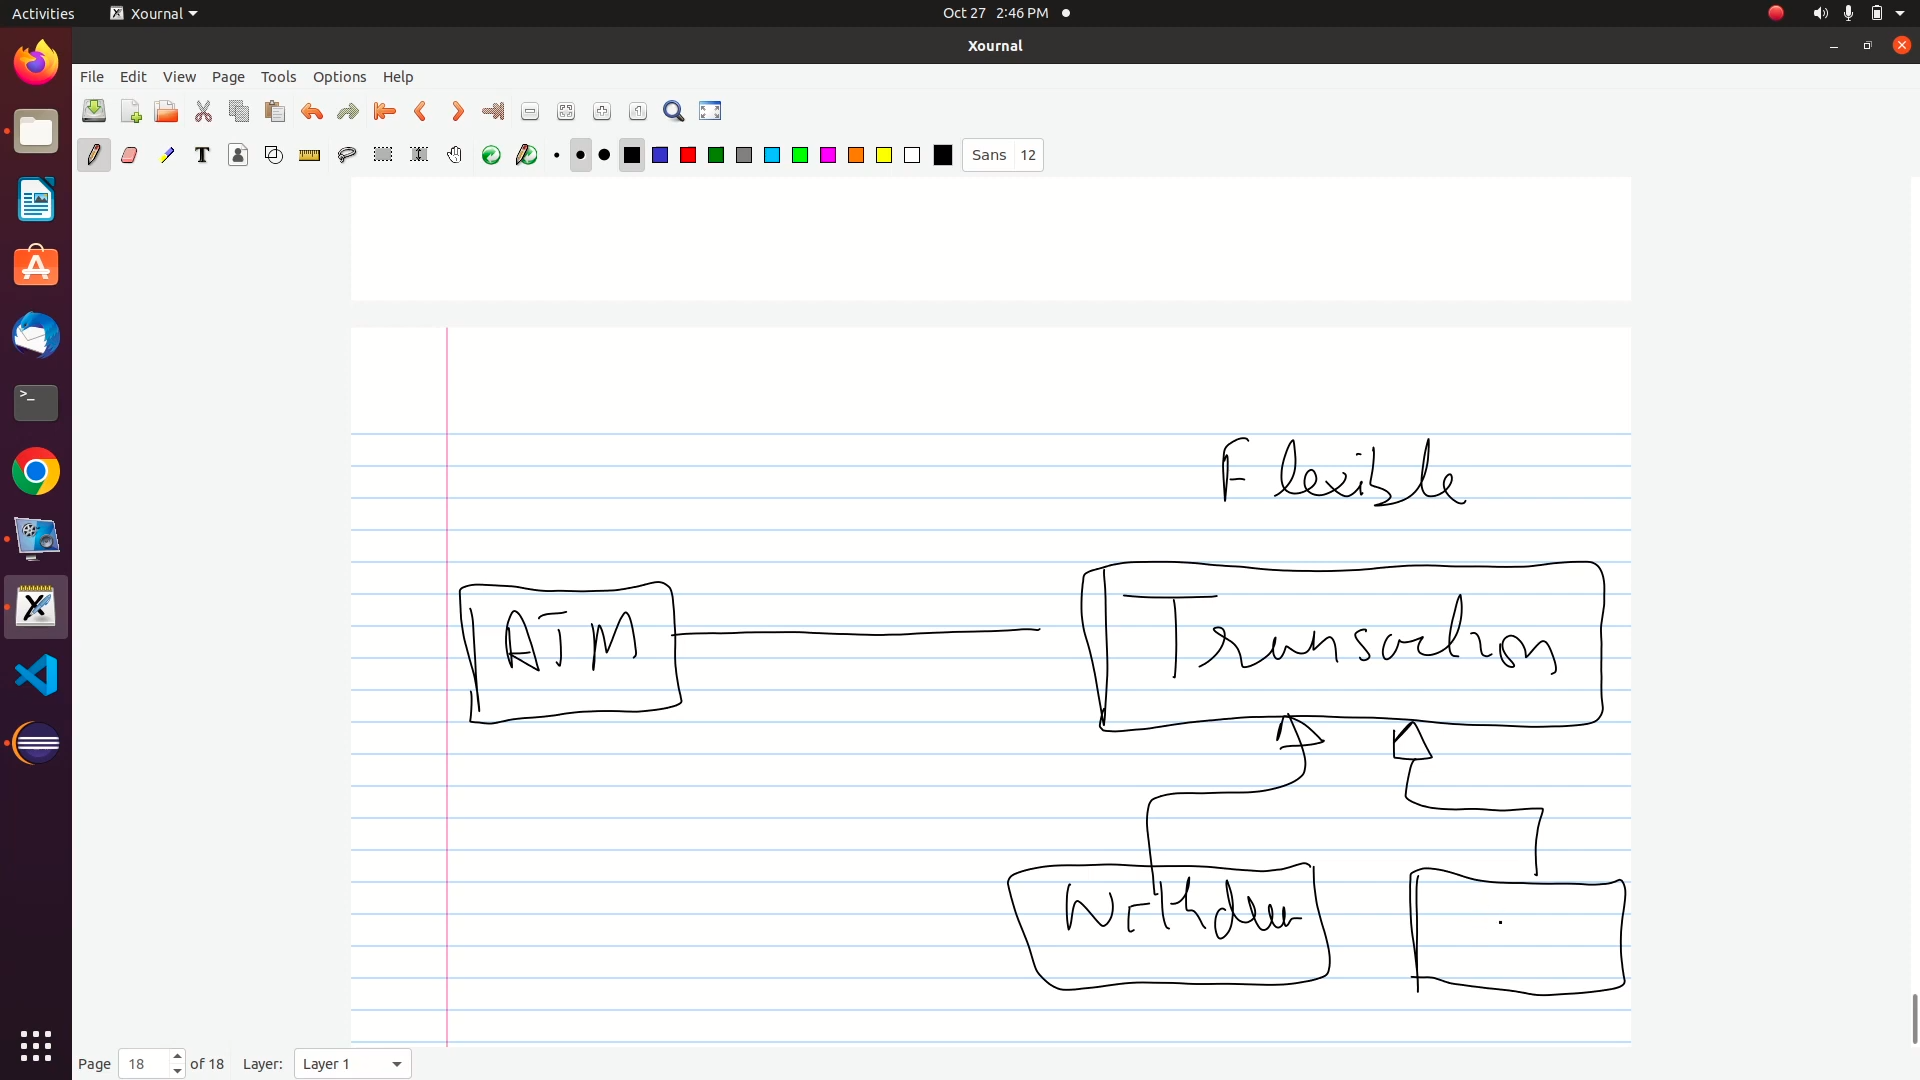 Activities Xournal Oct 27 2:46 PM
Xournal
File Edit View Page Tools Options Help
Sans 12
Flexible
ATM Transaction
Withdraw
Page 18 of 18 Layer: Layer 1